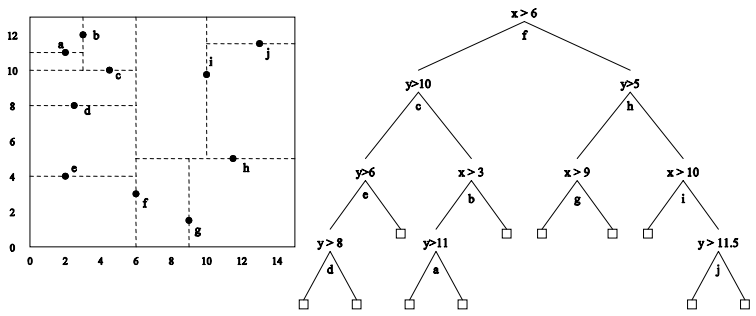 12
10
8
6
4
2
0
0 2 4 6 8 10 12 14
a
b
c
d
e
f
g
h
i
j
x > 6
f
y>10
c
y>5
h
y>6
e
x > 3
b
x > 9
g
x > 10
i
y > 8
d
y>11
a
y > 11.5
j